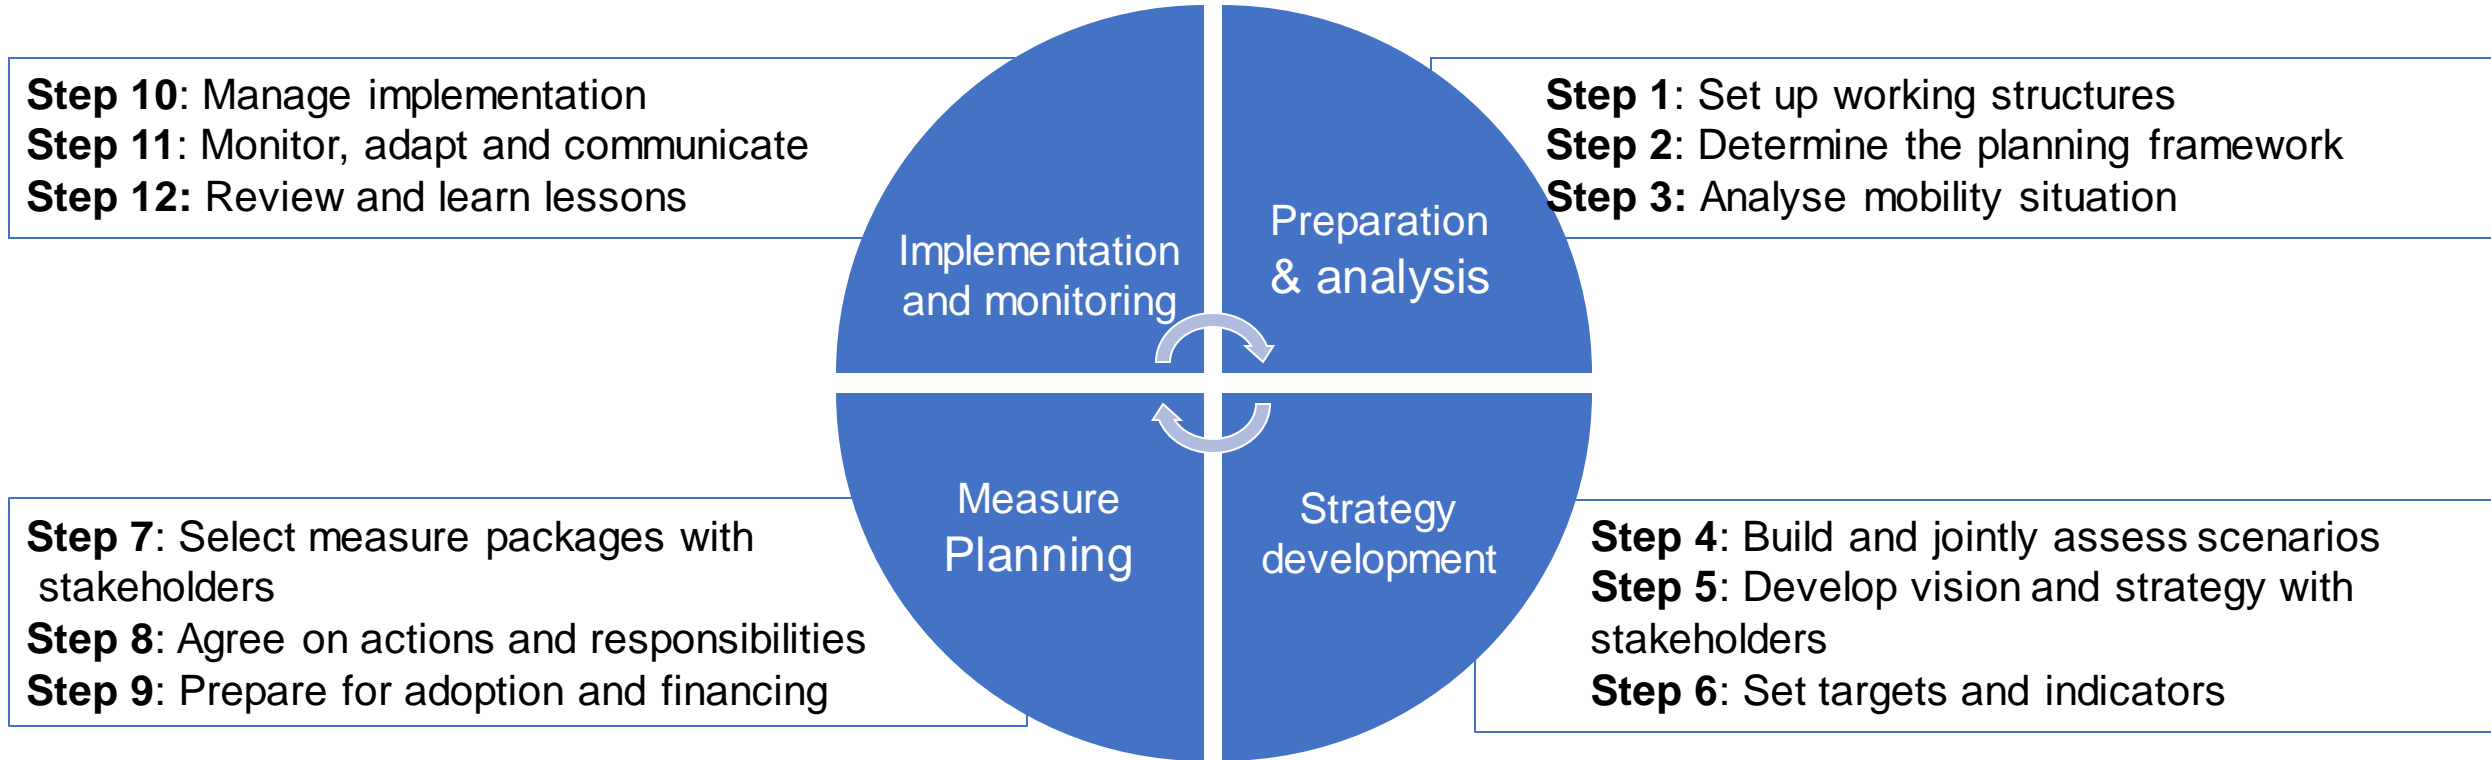 Step 10: Manage implementation
Step 11: Monitor, adapt and communicate
Step 12: Review and learn lessons
Implementation
and monitoring
Preparation
& analysis
Step 1: Set up working structures
Step 2: Determine the planning framework
Step 3: Analyse mobility situation
Step 7: Select measure packages with
stakeholders
Step 8: Agree on actions and responsibilities
Step 9: Prepare for adoption and financing
Measure
Planning
Strategy
development
Step 4: Build and jointly assess scenarios
Step 5: Develop vision and strategy with
stakeholders
Step 6: Set targets and indicators